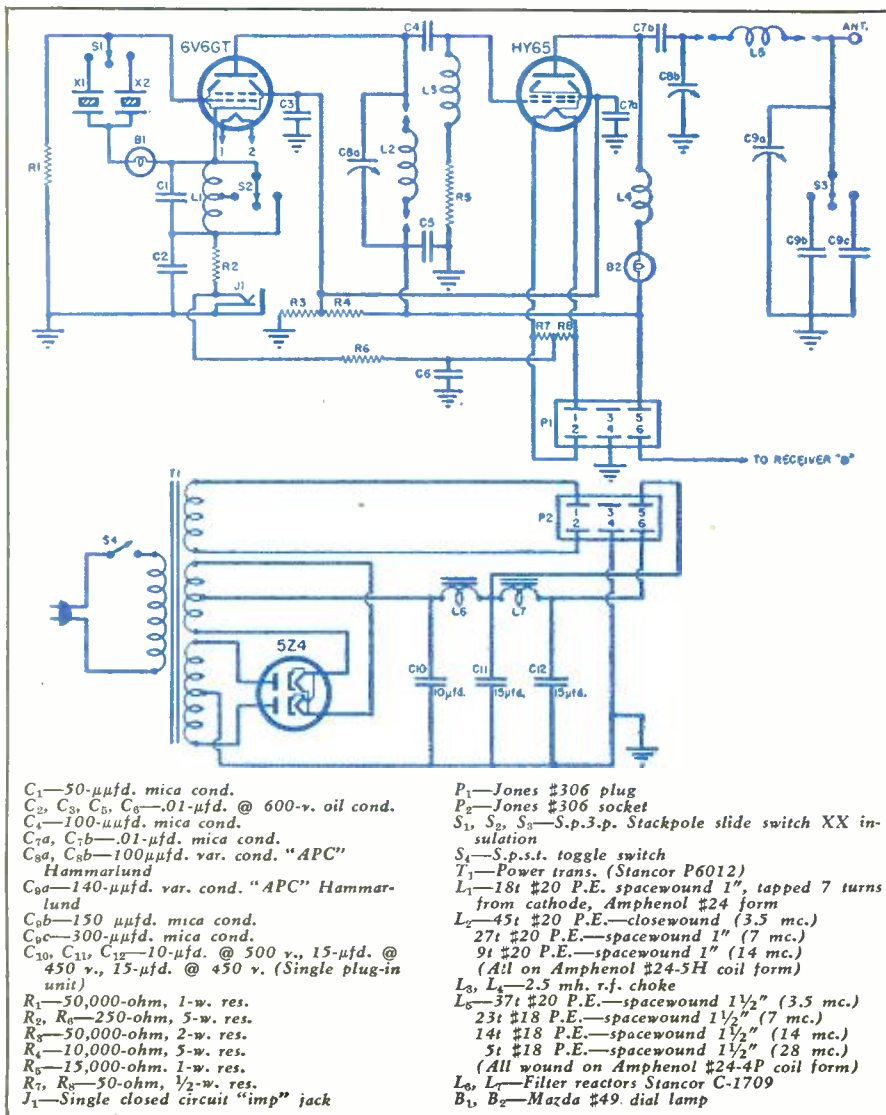 C4
C7b
ANT.
S1
6V6GT
HY65
L5
X1
X2
C3
L3
C7a
C8b
B1
1
2
C8a
C9a
R1
L2
C1
L1
S2
R5
L4
S3
C5
B2
C9b
C9c
C2
R2
J1
R3
R4
R7
R8
R6
C6
P1
1
3
5
2
4
6
TO RECEIVER "B"
T1
P2
1
3
5
2
4
6
S4
L6
L7
5Z4
C10
C11
C12
10µfd.
15µfd.
15µfd.
C₁—50-µµfd. mica cond.
C₂, C₃, C₅, C₆—.01-µfd. @ 600-v. oil cond.
C₄—100-µµfd. mica cond.
C₇a, C₇b—.01-µfd. mica cond.
C₈a, C₈b—100µµfd. var. cond. "APC"
Hammarlund
C₉a—140-µµfd. var. cond. "APC" Hammar-
lund
C₉b—150 µµfd. mica cond.
C₉c—300-µµfd. mica cond.
C₁₀, C₁₁, C₁₂—10-µfd. @ 500 v., 15-µfd. @
450 v., 15-µfd. @ 450 v. (Single plug-in
unit)
R₁—50,000-ohm, 1-w. res.
R₂, R₆—250-ohm, 5-w. res.
R₃—50,000-ohm, 2-w. res.
R₄—10,000-ohm, 5-w. res.
R₅—15,000-ohm. 1-w. res.
R₇, R₈—50-ohm, ½-w. res.
J₁—Single closed circuit "imp" jack
P₁—Jones #306 plug
P₂—Jones #306 socket
S₁, S₂, S₃—S.p.3.p. Stackpole slide switch XX in-
sulation
S₄—S.p.s.t. toggle switch
T₁—Power trans. (Stancor P6012)
L₁—18t #20 P.E. spacewound 1", tapped 7 turns
from cathode, Amphenol #24 form
L₂—45t #20 P.E.—closewound (3.5 mc.)
27t #20 P.E.—spacewound 1" (7 mc.)
9t #20 P.E.—spacewound 1" (14 mc.)
(All on Amphenol #24-5H coil form)
L₃, L₄—2.5 mh. r.f. choke
L₅—37t #20 P.E.—spacewound 1½" (3.5 mc.)
23t #18 P.E.—spacewound 1½" (7 mc.)
14t #18 P.E.—spacewound 1½" (14 mc.)
5t #18 P.E.—spacewound 1½" (28 mc.)
(All wound on Amphenol #24-4P coil form)
L₆, L₇—Filter reactors Stancor C-1709
B₁, B₂—Mazda #49 dial lamp